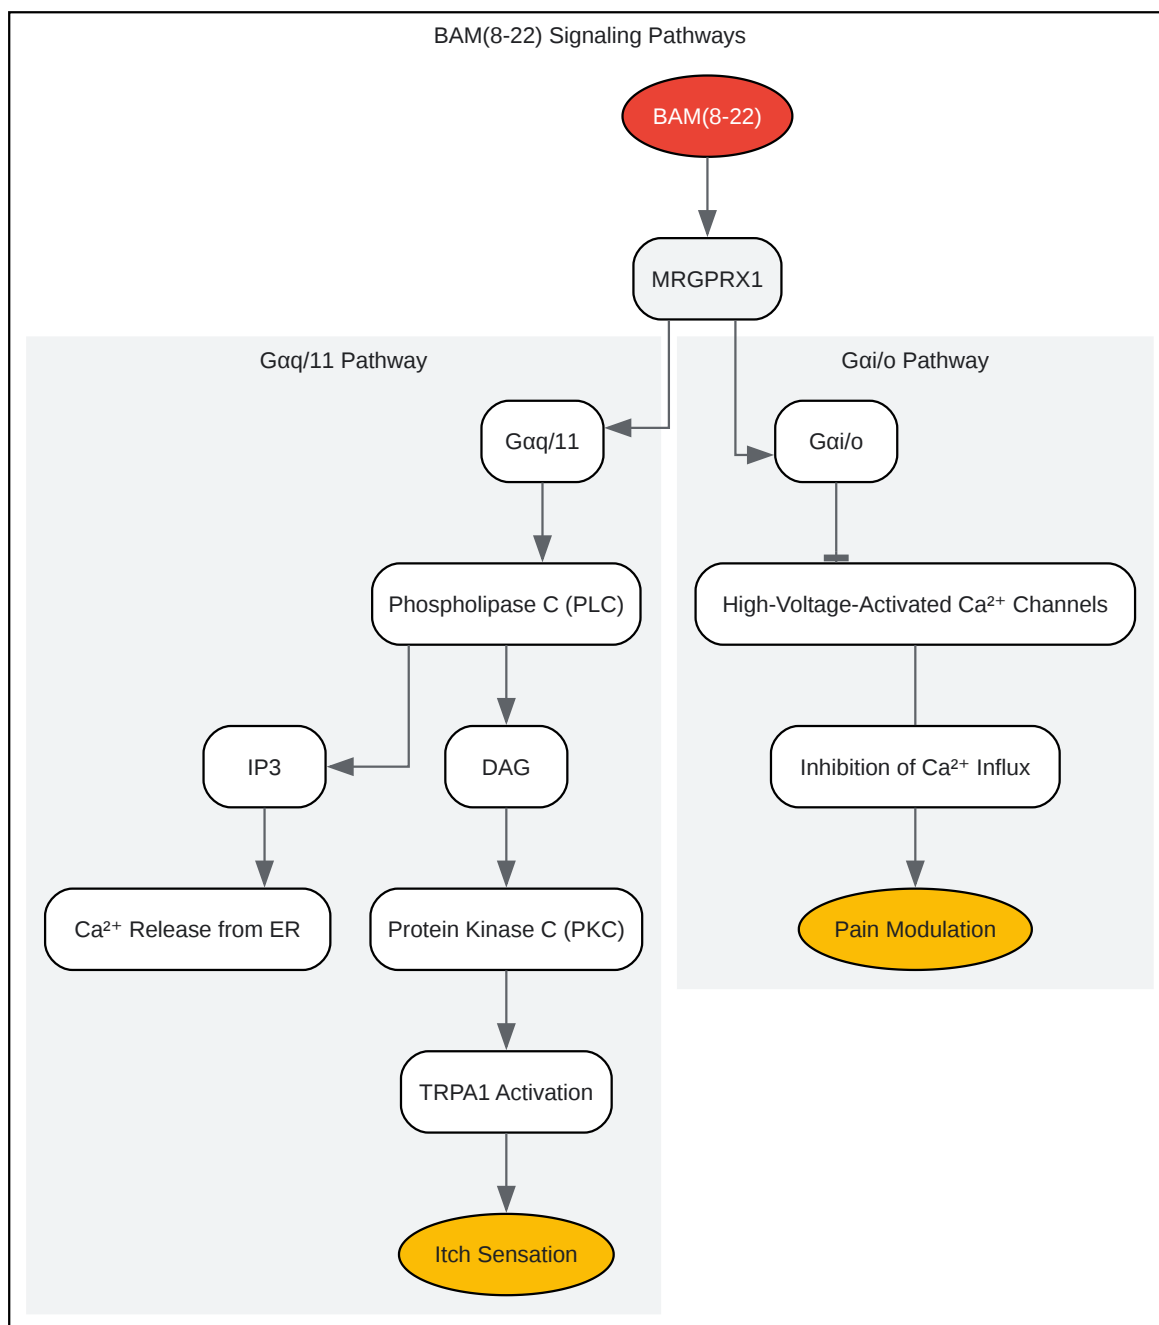 BAM(8-22) Signaling Pathways
BAM(8-22)
MRGPRX1
Gαq/11 Pathway
Gαi/o Pathway
Gαq/11
Gαi/o
Phospholipase C (PLC)
High-Voltage-Activated Ca²⁺ Channels
IP3
DAG
Inhibition of Ca²⁺ Influx
Ca²⁺ Release from ER
Protein Kinase C (PKC)
Pain Modulation
TRPA1 Activation
Itch Sensation